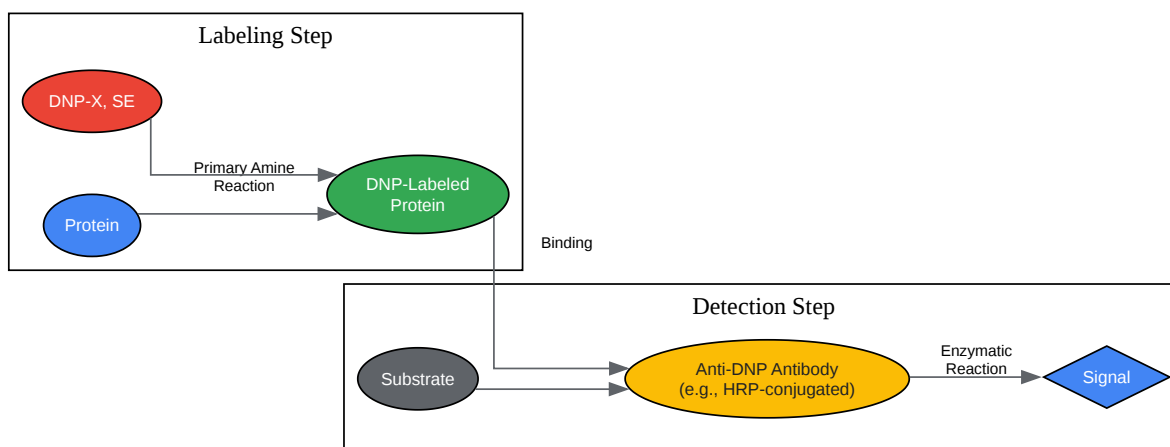 Labeling Step
DNP-X, SE
Primary Amine
Reaction
DNP-Labeled
Protein
Protein
Binding
Detection Step
Substrate
Anti-DNP Antibody
(e.g., HRP-conjugated)
Enzymatic
Reaction
Signal